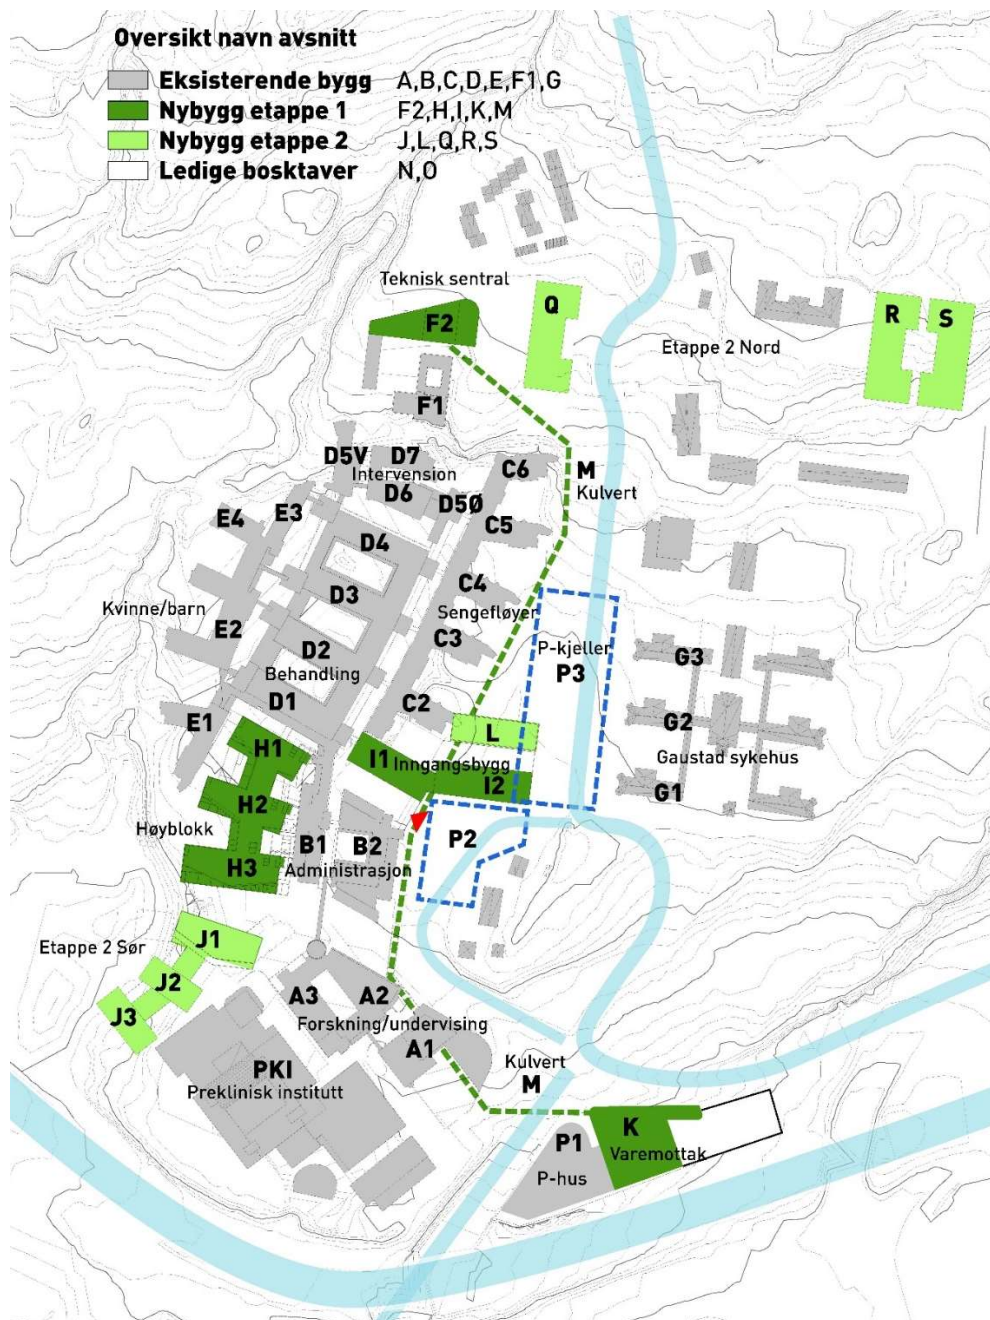 Oversikt navn avsnitt
Eksisterende bygg A,B,C,D,E,F1,G
Nybygg etappe 1 F2,H,I,K,M
Nybygg etappe 2 J,L,Q,R,S
Ledige bosktaver N,O
Teknisk sentral
F2
Q
R
S
Etappe 2 Nord
F1
D5V
D7
Intervensjon
D6
D5Ø
C6
M
Kulvert
E4
E3
D4
C5
D3
C4
Sengefløyer
Kvinne/barn
E2
D2
Behandling
C3
P-kjeller
P3
G3
D1
C2
E1
L
G2
Gaustad sykehus
H1
I1
Inngangsbygg
I2
G1
H2
Høyblokk
B1
B2
P2
H3
Administrasjon
J1
Etappe 2 Sør
J2
J3
A3
A2
Forskning/undervising
A1
PKI
Preklinisk institutt
Kulvert
M
K
P1
Varemottak
P-hus